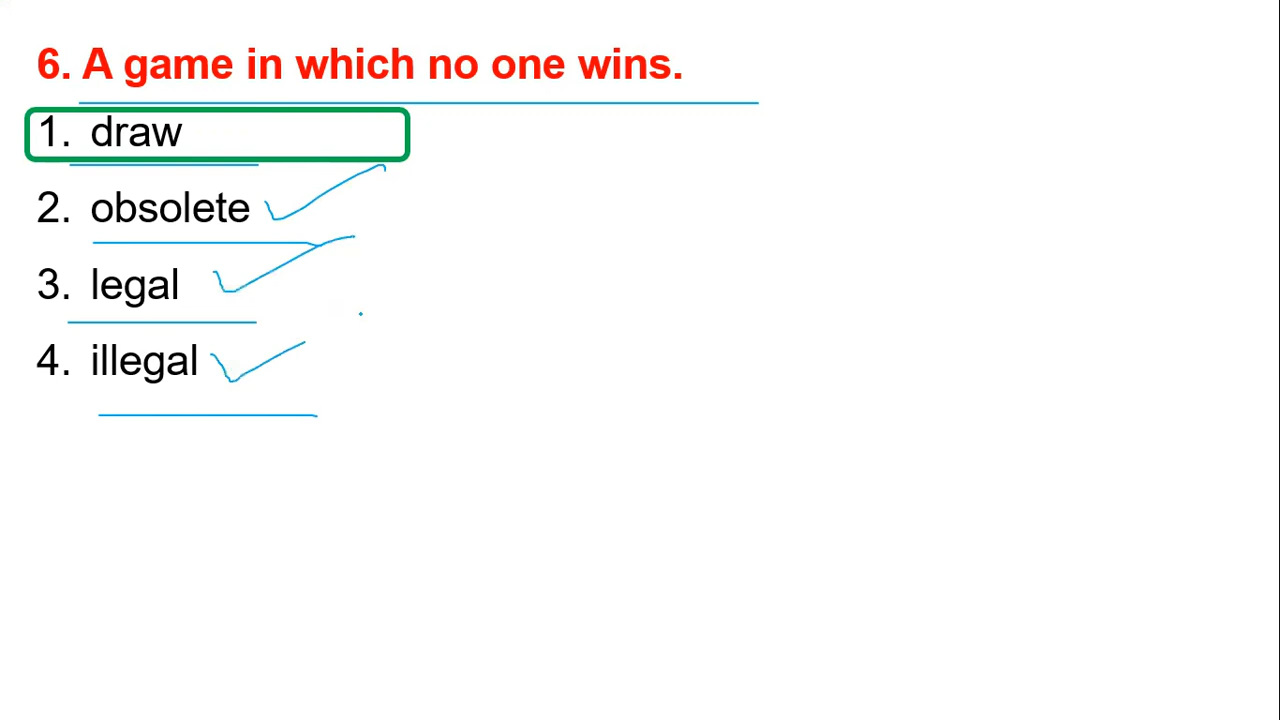 6. A game in which no one wins.
1. draw
2. obsolete
3. legal
4. illegal